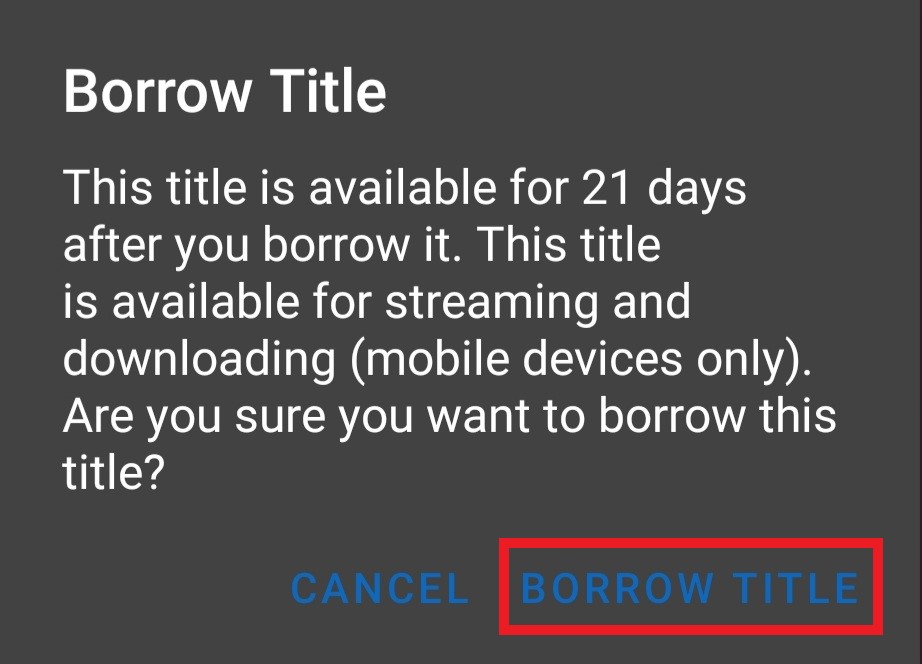 Borrow Title
This title is available for 21 days
after you borrow it. This title
is available for streaming and
downloading (mobile devices only).
Are you sure you want to borrow this
title?
CANCEL BORROW TITLE